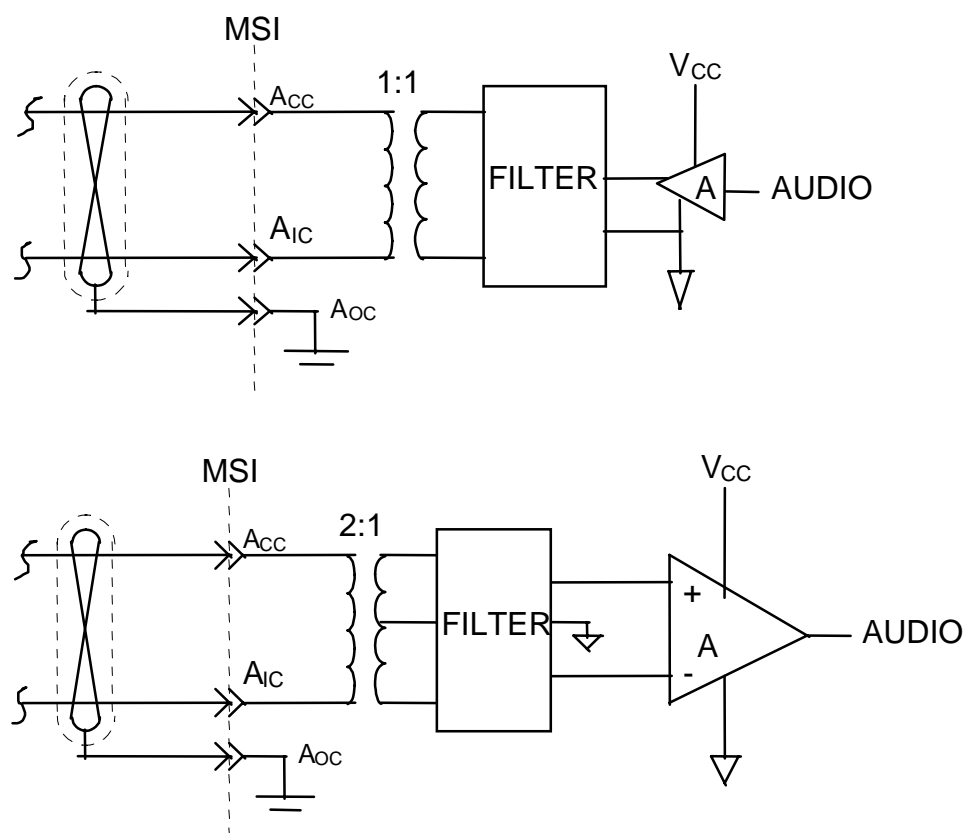 MSI
VCC
1:1
ACC
FILTER
A
AUDIO
AIC
AOC
MSI
VCC
2:1
ACC
FILTER
+
A
-
AUDIO
AIC
AOC